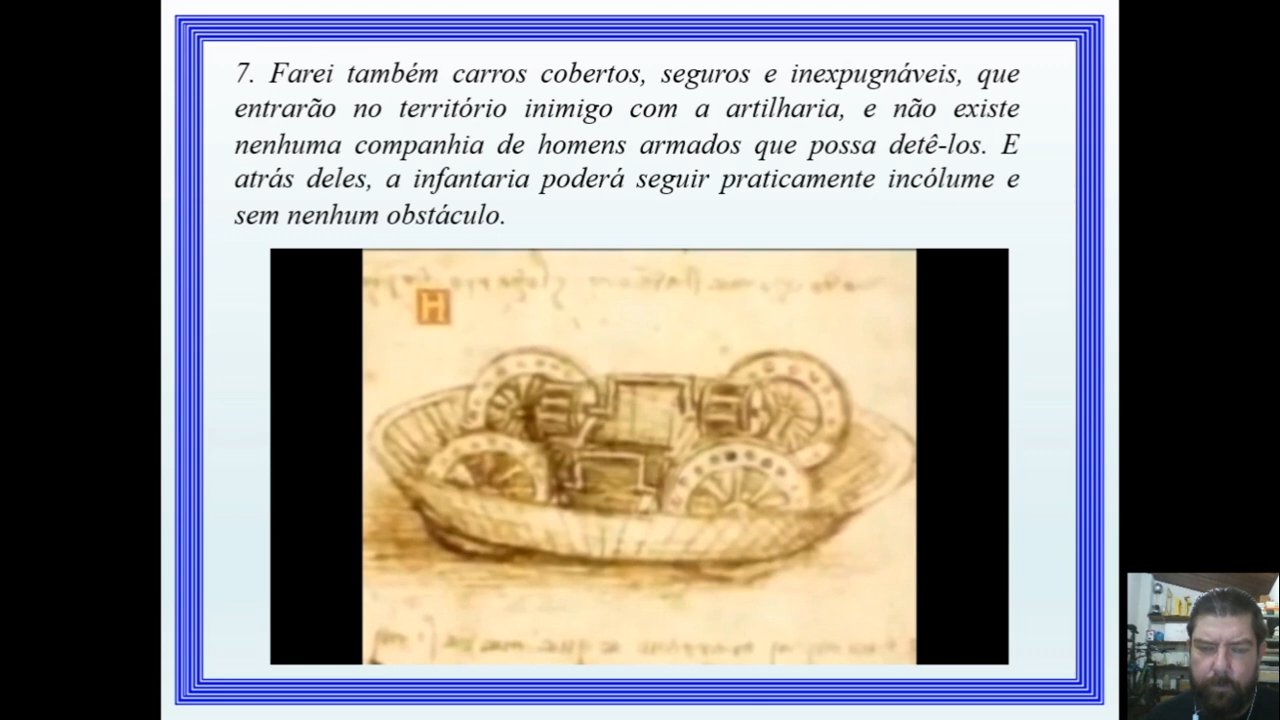 7. Farei também carros cobertos, seguros e inexpugnáveis, que
entrarão no território inimigo com a artilharia, e não existe
nenhuma companhia de homens armados que possa detê-los. E
atrás deles, a infantaria poderá seguir praticamente incólume e
sem nenhum obstáculo.
H